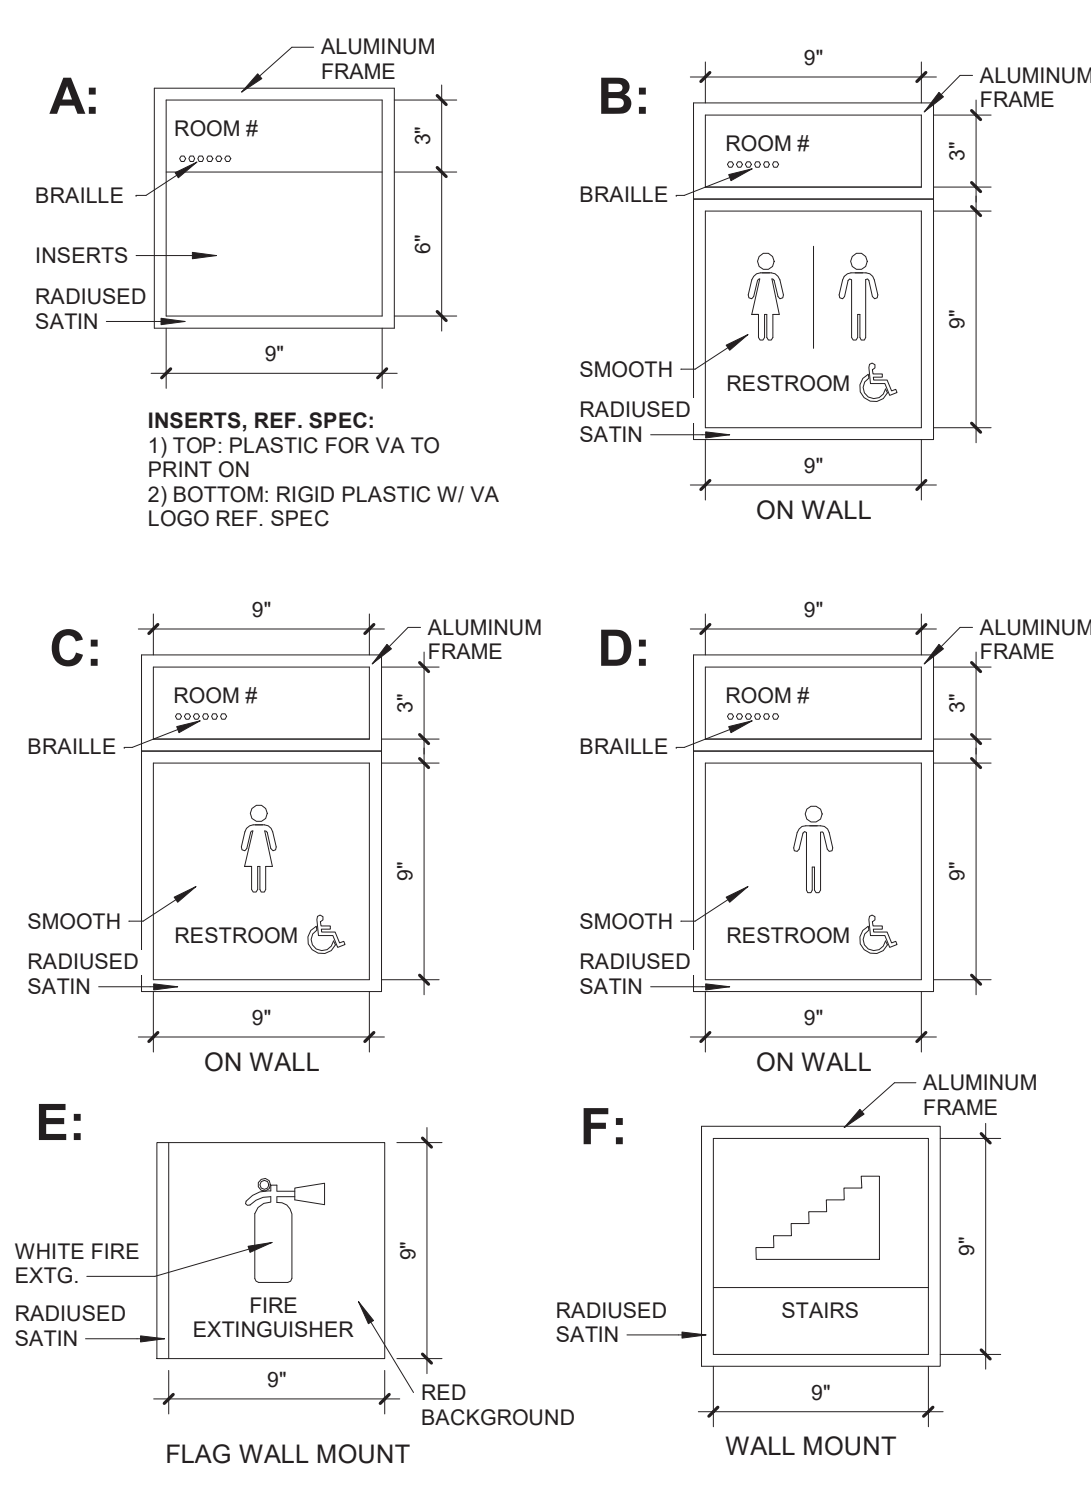 A:
ALUMINUM
FRAME
ROOM #
3"
BRAILLE
INSERTS
6"
RADIUSED
SATIN
9"
INSERTS, REF. SPEC:
1) TOP: PLASTIC FOR VA TO
PRINT ON
2) BOTTOM: RIGID PLASTIC W/ VA
LOGO REF. SPEC
B:
9"
ALUMINUM
FRAME
ROOM #
3"
BRAILLE
9"
SMOOTH
RESTROOM
RADIUSED
SATIN
9"
ON WALL
C:
9"
ALUMINUM
FRAME
ROOM #
3"
BRAILLE
9"
SMOOTH
RESTROOM
RADIUSED
SATIN
9"
ON WALL
D:
9"
ALUMINUM
FRAME
ROOM #
3"
BRAILLE
9"
SMOOTH
RESTROOM
RADIUSED
SATIN
9"
ON WALL
E:
WHITE FIRE
EXTG.
9"
RADIUSED
SATIN
FIRE
EXTINGUISHER
9"
RED
BACKGROUND
FLAG WALL MOUNT
F:
ALUMINUM
FRAME
9"
RADIUSED
SATIN
STAIRS
9"
WALL MOUNT